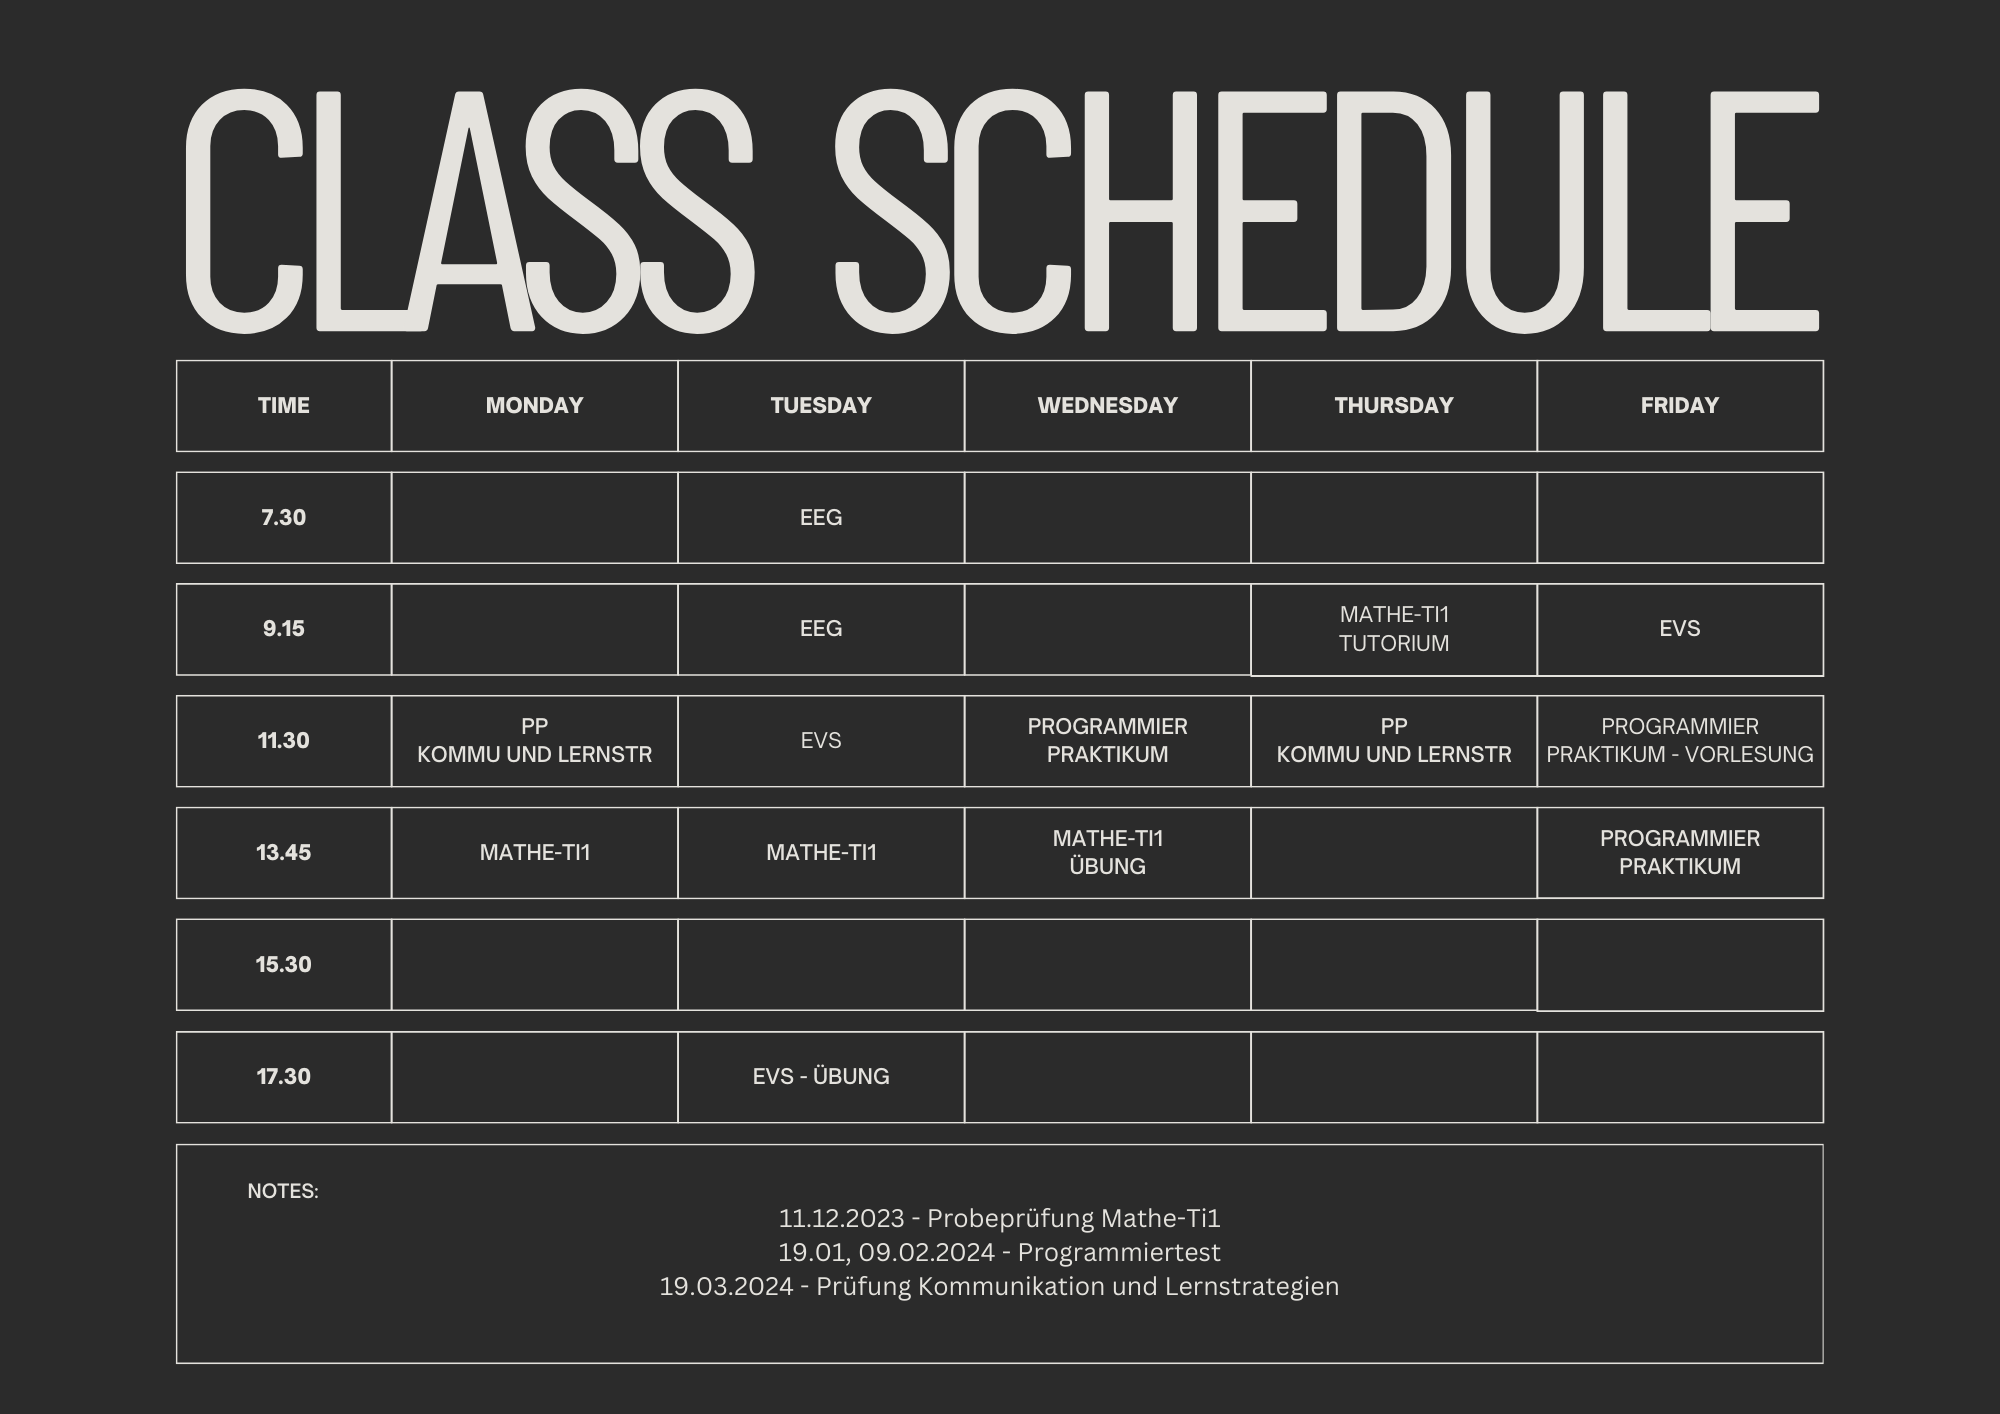 CLASS SCHEDULE
TIME MONDAY TUESDAY WEDNESDAY THURSDAY FRIDAY
7.30 EEG
9.15 EEG MATHE-TI1 TUTORIUM EVS
11.30 PP KOMMU UND LERNSTR EVS PROGRAMMIER PRAKTIKUM PP KOMMU UND LERNSTR PROGRAMMIER PRAKTIKUM - VORLESUNG
13.45 MATHE-TI1 MATHE-TI1 MATHE-TI1 ÜBUNG PROGRAMMIER PRAKTIKUM
15.30
17.30 EVS - ÜBUNG
NOTES:
11.12.2023 - Probeprüfung Mathe-Ti1
19.01, 09.02.2024 - Programmiertest
19.03.2024 - Prüfung Kommunikation und Lernstrategien